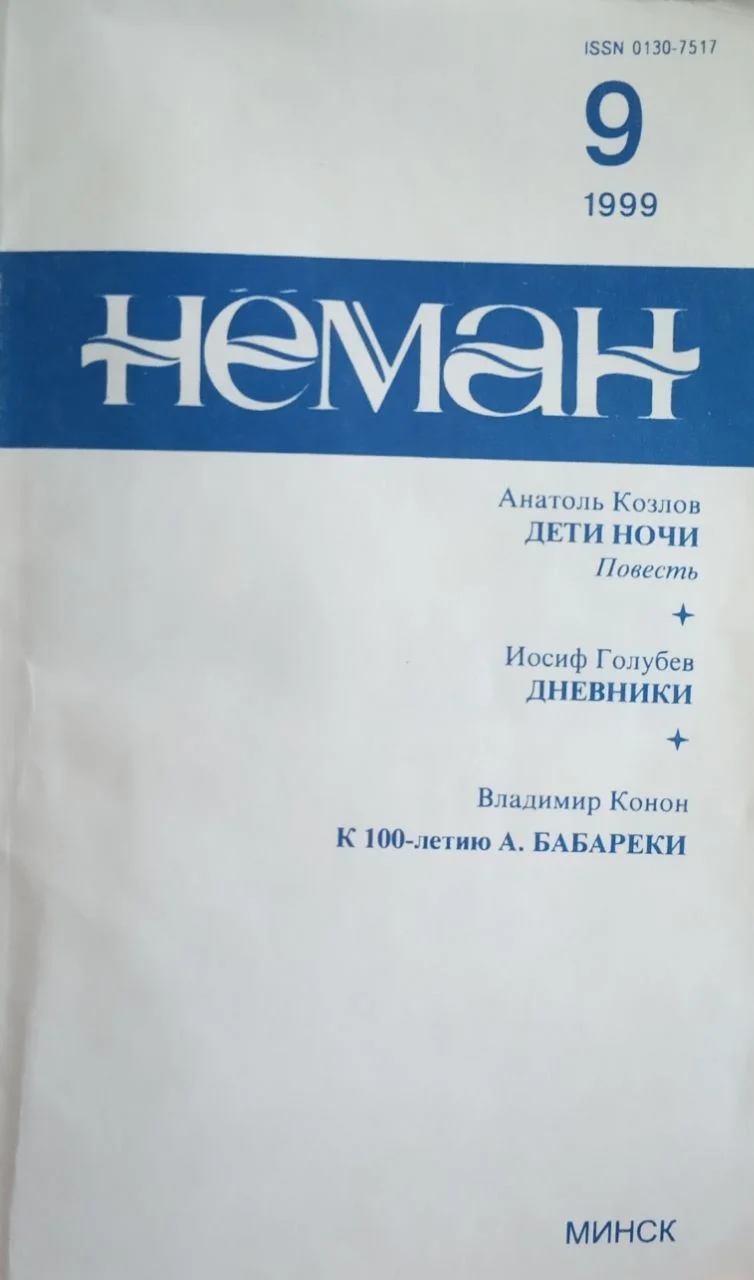 ISSN 0130-7517
9
1999
Нёман
Анатоль Козлов
ДЕТИ НОЧИ
Повесть
Иосиф Голубев
ДНЕВНИКИ
Владимир Конон
К 100-летию А. БАБАРЕКИ
МИНСК